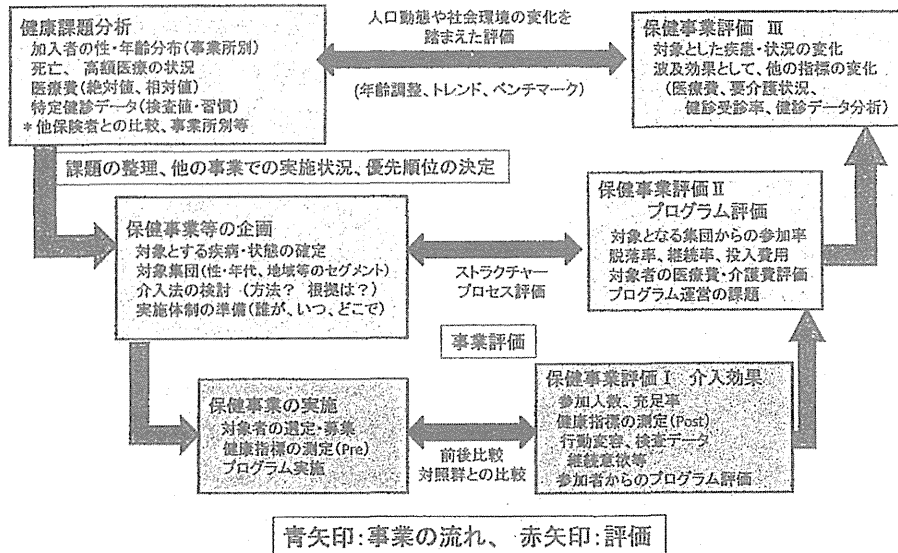 健康課題分析
加入者の性・年齢分布(事業所別)
死亡、高額医療の状況
医療費(絶対値、相対値)
特定健診データ(検査値・習慣)
*他保険者との比較、事業所別等
人口動態や社会環境の変化を
踏まえた評価
(年齢調整、トレンド、ベンチマーク)
保健事業評価 Ⅲ
対象とした疾患・状況の変化
波及効果として、他の指標の変化
(医療費、要介護状況、
健診受診率、健診データ分析)
課題の整理、他の事業での実施状況、優先順位の決定
保健事業等の企画
対象とする疾病・状態の確定
対象集団(性・年代、地域等のセグメント)
介入法の検討 (方法? 根拠は?)
実施体制の準備(誰が、いつ、どこで)
ストラクチャー
プロセス評価
保健事業評価Ⅱ
プログラム評価
対象となる集団からの参加率
脱落率、継続率、投入費用
対象者の医療費・介護費評価
プログラム運営の課題
事業評価
保健事業の実施
対象者の選定・募集
健康指標の測定(Pre)
プログラム実施
前後比較
対照群との比較
保健事業評価Ⅰ 介入効果
参加人数、充足率
健康指標の測定(Post)
行動変容、検査データ
継続意欲等
参加者からのプログラム評価
青矢印:事業の流れ、 赤矢印:評価